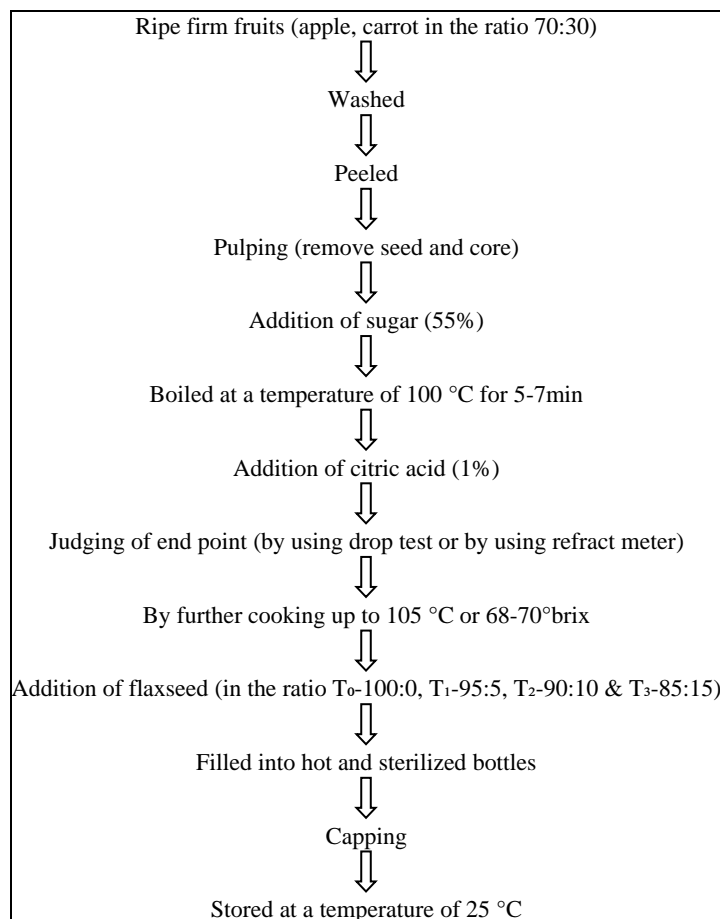 Ripe firm fruits (apple, carrot in the ratio 70:30)
Washed
Peeled
Pulping (remove seed and core)
Addition of sugar (55%)
Boiled at a temperature of 100 °C for 5-7min
Addition of citric acid (1%)
Judging of end point (by using drop test or by using refract meter)
By further cooking up to 105 °C or 68-70°brix
Addition of flaxseed (in the ratio T₀-100:0, T₁-95:5, T₂-90:10 & T₃-85:15)
Filled into hot and sterilized bottles
Capping
Stored at a temperature of 25 °C